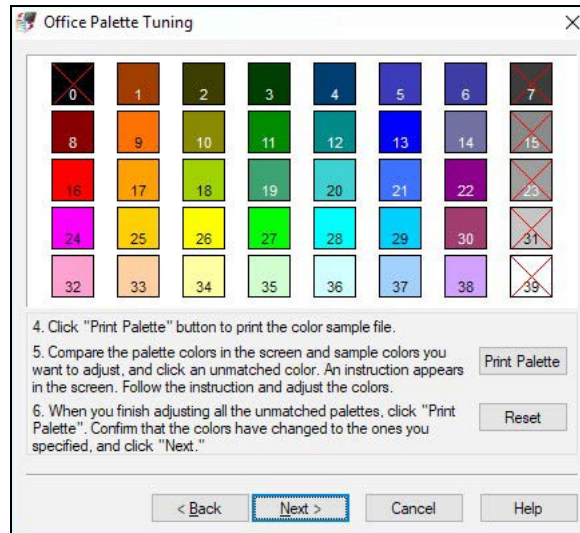 Office Palette Tuning
0 1 2 3 4 5 6 7
8 9 10 11 12 13 14 15
16 17 18 19 20 21 22 23
24 25 26 27 28 29 30 31
32 33 34 35 36 37 38 39
4. Click "Print Palette" button to print the color sample file.
5. Compare the palette colors in the screen and sample colors you
want to adjust, and click an unmatched color. An instruction appears
in the screen. Follow the instruction and adjust the colors.
Print Palette
6. When you finish adjusting all the unmatched palettes, click "Print
Palette". Confirm that the colors have changed to the ones you
specified, and click "Next."
Reset
< Back Next > Cancel Help